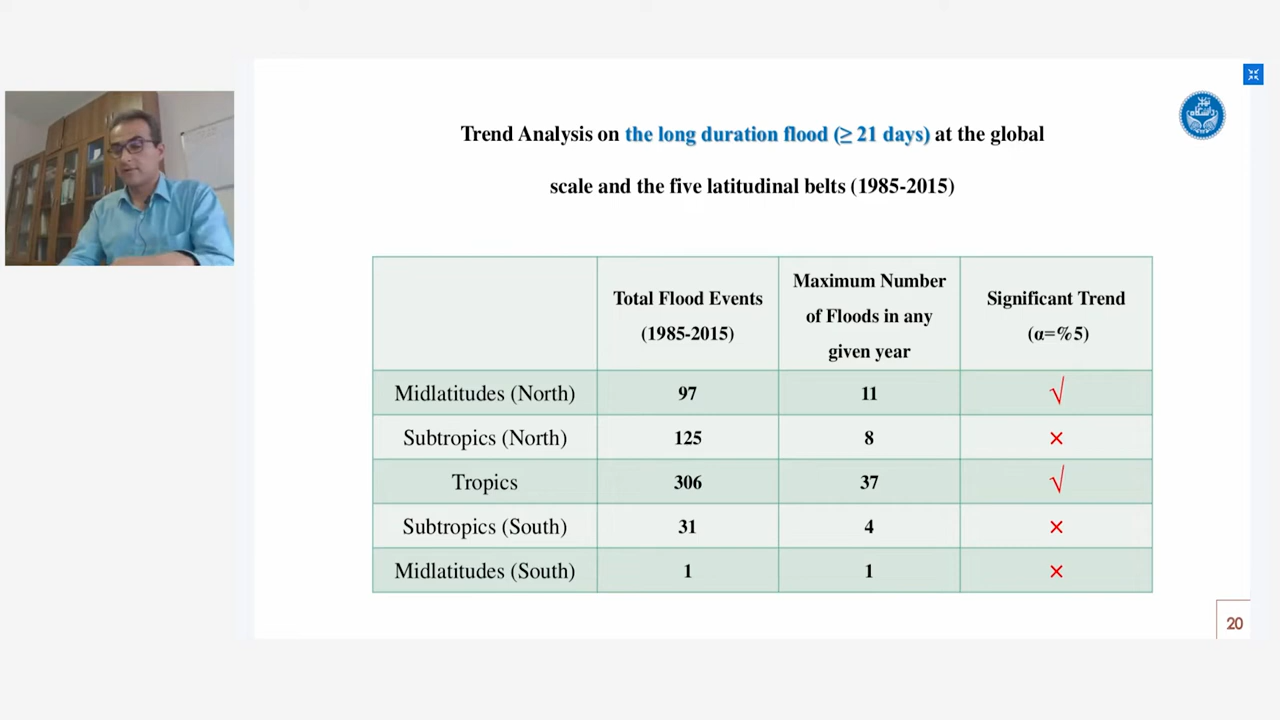 Trend Analysis on the long duration flood (≥ 21 days) at the global
scale and the five latitudinal belts (1985-2015)
Total Flood Events
(1985-2015)
Maximum Number
of Floods in any
given year
Significant Trend
(α=%5)
Midlatitudes (North) 97 11 √
Subtropics (North) 125 8 ×
Tropics 306 37 √
Subtropics (South) 31 4 ×
Midlatitudes (South) 1 1 ×
20